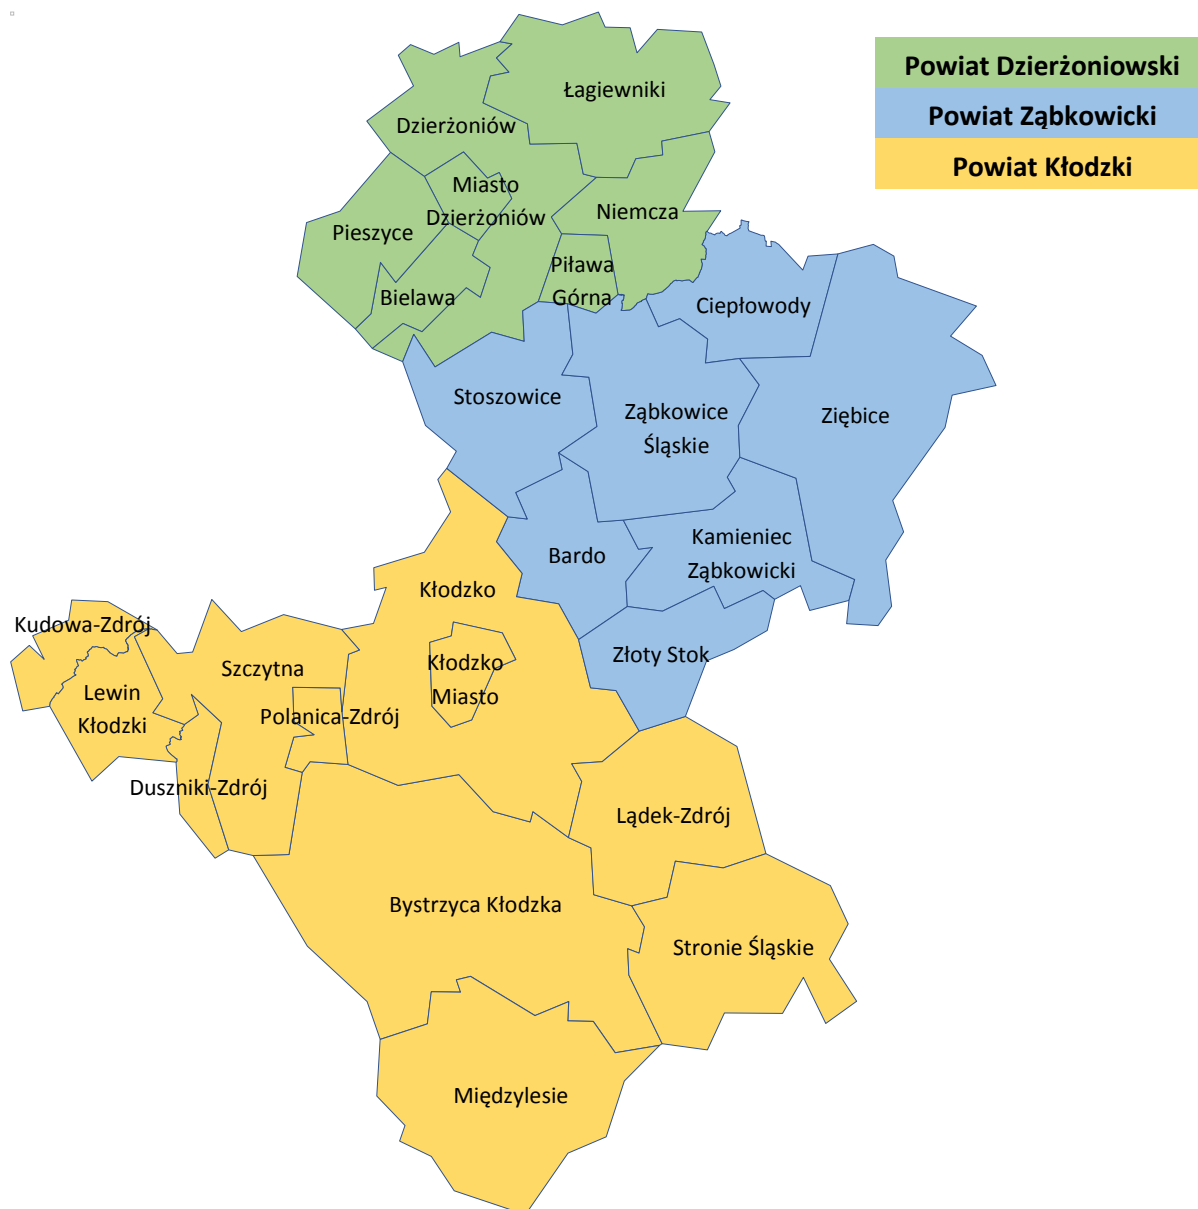 Powiat Dzierżoniowski
Powiat Ząbkowicki
Powiat Kłodzki
Łagiewniki
Dzierżoniów
Miasto
Dzierżoniów
Niemcza
Pieszyce
Piława
Górna
Bielawa
Ciepłowody
Stoszowice
Ząbkowice
Śląskie
Ziębice
Bardo
Kamieniec
Ząbkowicki
Kłodzko
Kudowa-Zdrój
Złoty Stok
Szczytna
Kłodzko
Miasto
Lewin
Kłodzki
Polanica-Zdrój
Duszniki-Zdrój
Lądek-Zdrój
Bystrzyca Kłodzka
Stronie Śląskie
Międzylesie